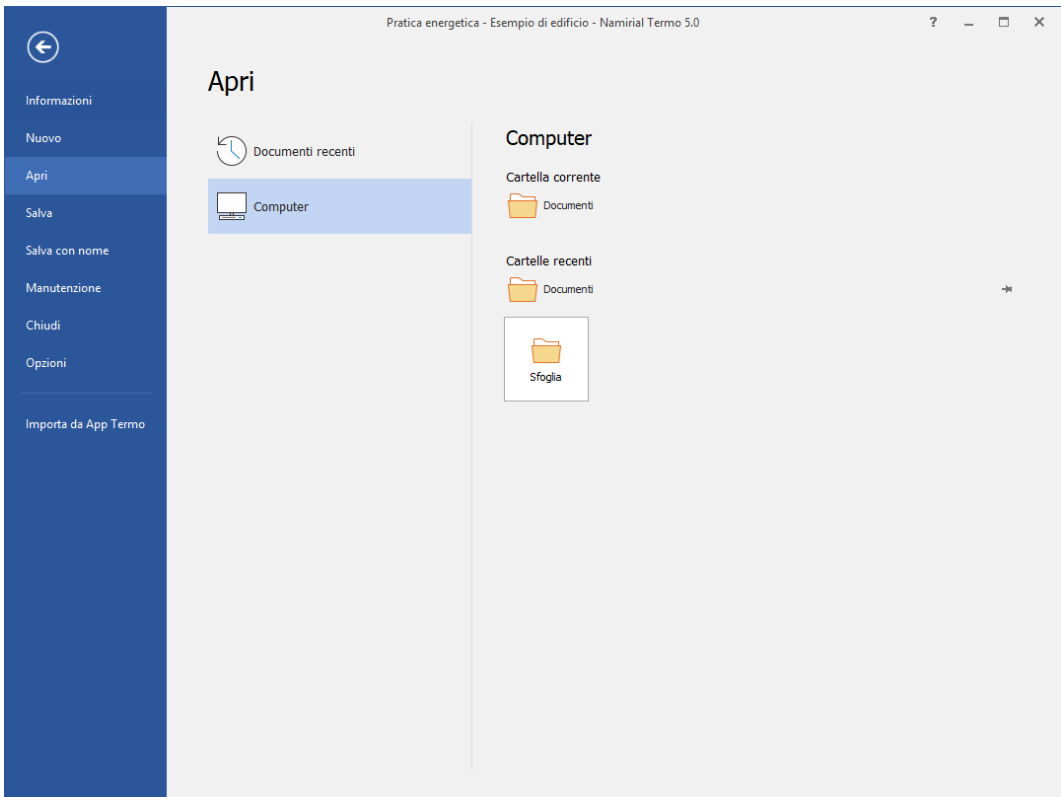 Pratica energetica - Esempio di edificio - Namirial Termo 5.0
?
Informazioni
Nuovo
Apri
Salva
Salva con nome
Manutenzione
Chiudi
Opzioni
Importa da App Termo
Apri
Documenti recenti
Computer
Computer
Cartella corrente
Documenti
Cartelle recenti
Documenti
Sfoglia